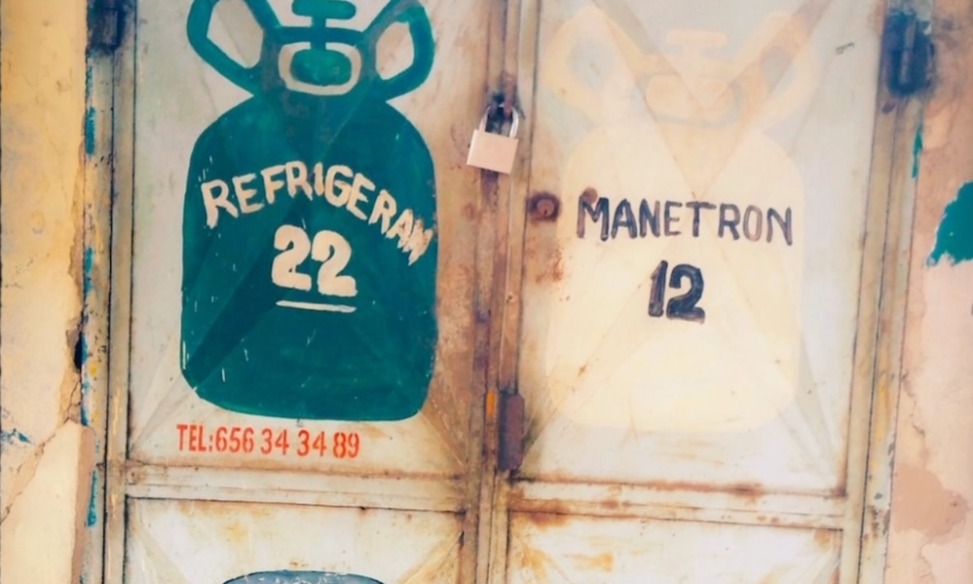 REFRIGERAN
22
TEL:656 34 34 89
MANETRON
12